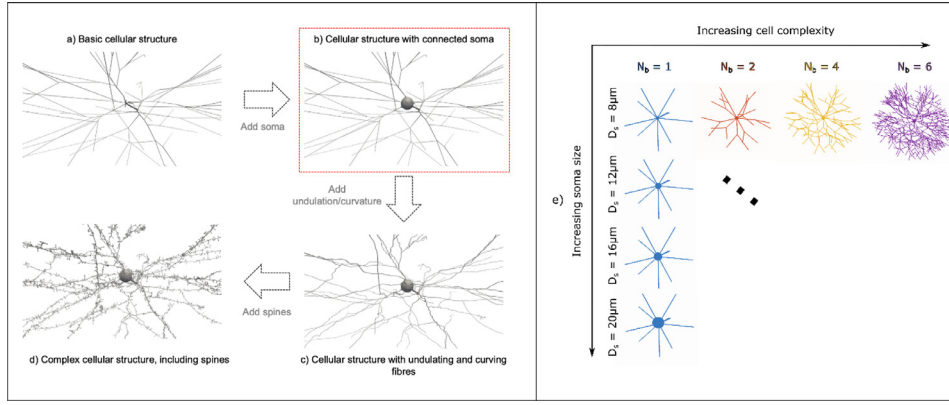 a) Basic cellular structure
b) Cellular structure with connected soma
Add soma
Add
undulation/curvature
Add spines
d) Complex cellular structure, including spines
c) Cellular structure with undulating and curving
fibres
e)
Increasing cell complexity
N_b = 1
N_b = 2
N_b = 4
N_b = 6
Increasing soma size
D_s = 8μm
D_s = 12μm
D_s = 16μm
D_s = 20μm